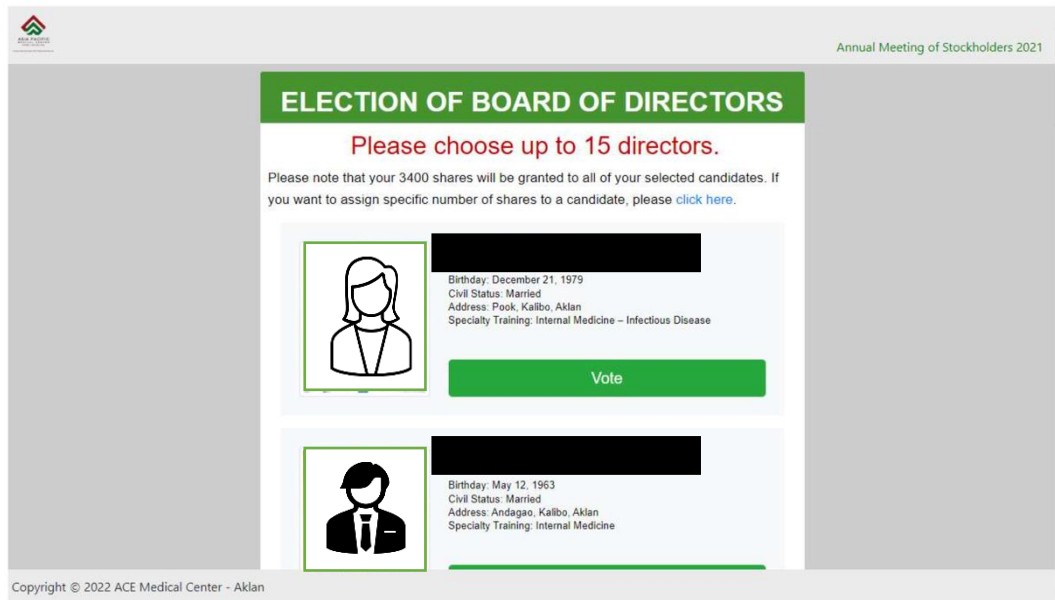 ASIA PACIFIC
Annual Meeting of Stockholders 2021
ELECTION OF BOARD OF DIRECTORS
Please choose up to 15 directors.
Please note that your 3400 shares will be granted to all of your selected candidates. If
you want to assign specific number of shares to a candidate, please click here.
Birthday: December 21, 1979
Civil Status: Married
Address: Pook, Kalibo, Aklan
Specialty Training: Internal Medicine – Infectious Disease
Vote
Birthday: May 12, 1963
Civil Status: Married
Address: Andagao, Kalibo, Aklan
Specialty Training: Internal Medicine
Copyright © 2022 ACE Medical Center - Aklan